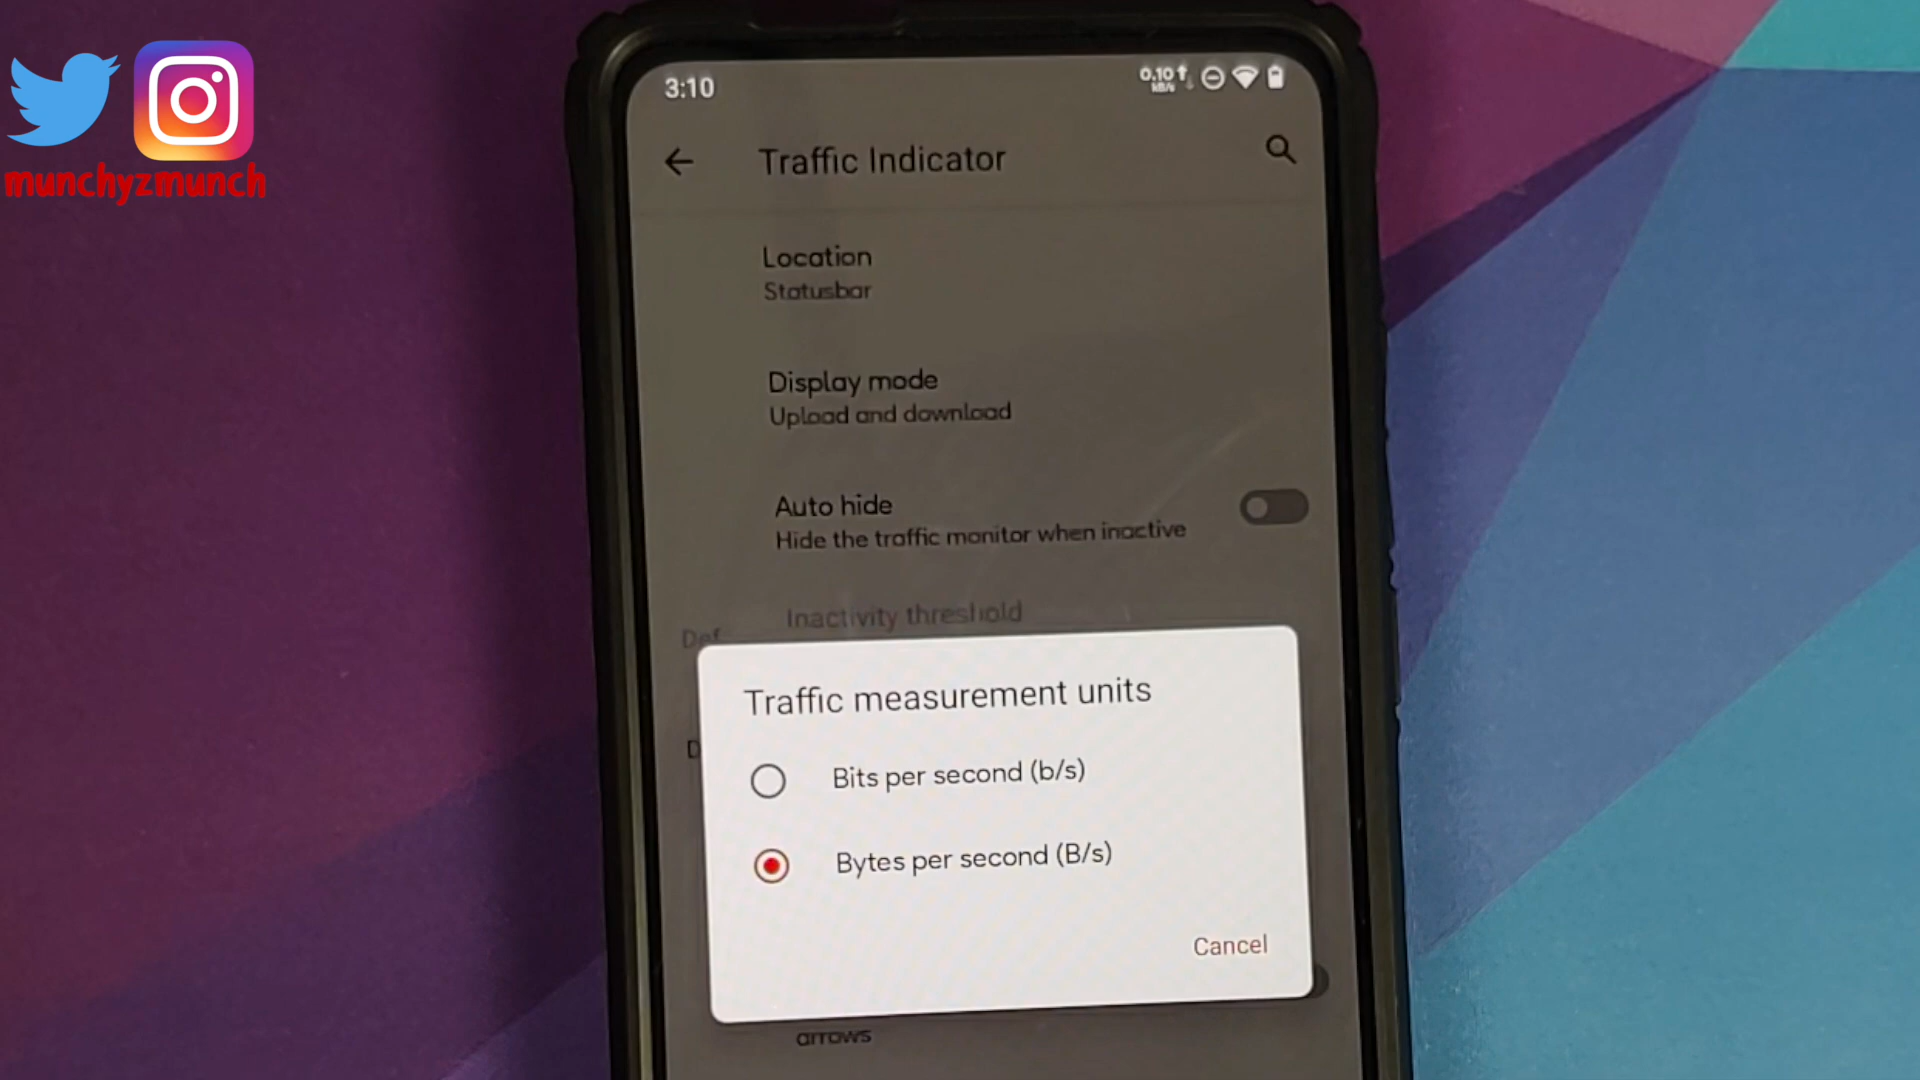 munchyzmunch
3:10
0.10
kB/s
Traffic Indicator
Location
Statusbar
Display mode
Upload and download
Auto hide
Hide the traffic monitor when inactive
Inactivity threshold
Def
Traffic measurement units
D
Bits per second (b/s)
Bytes per second (B/s)
Cancel
arrows